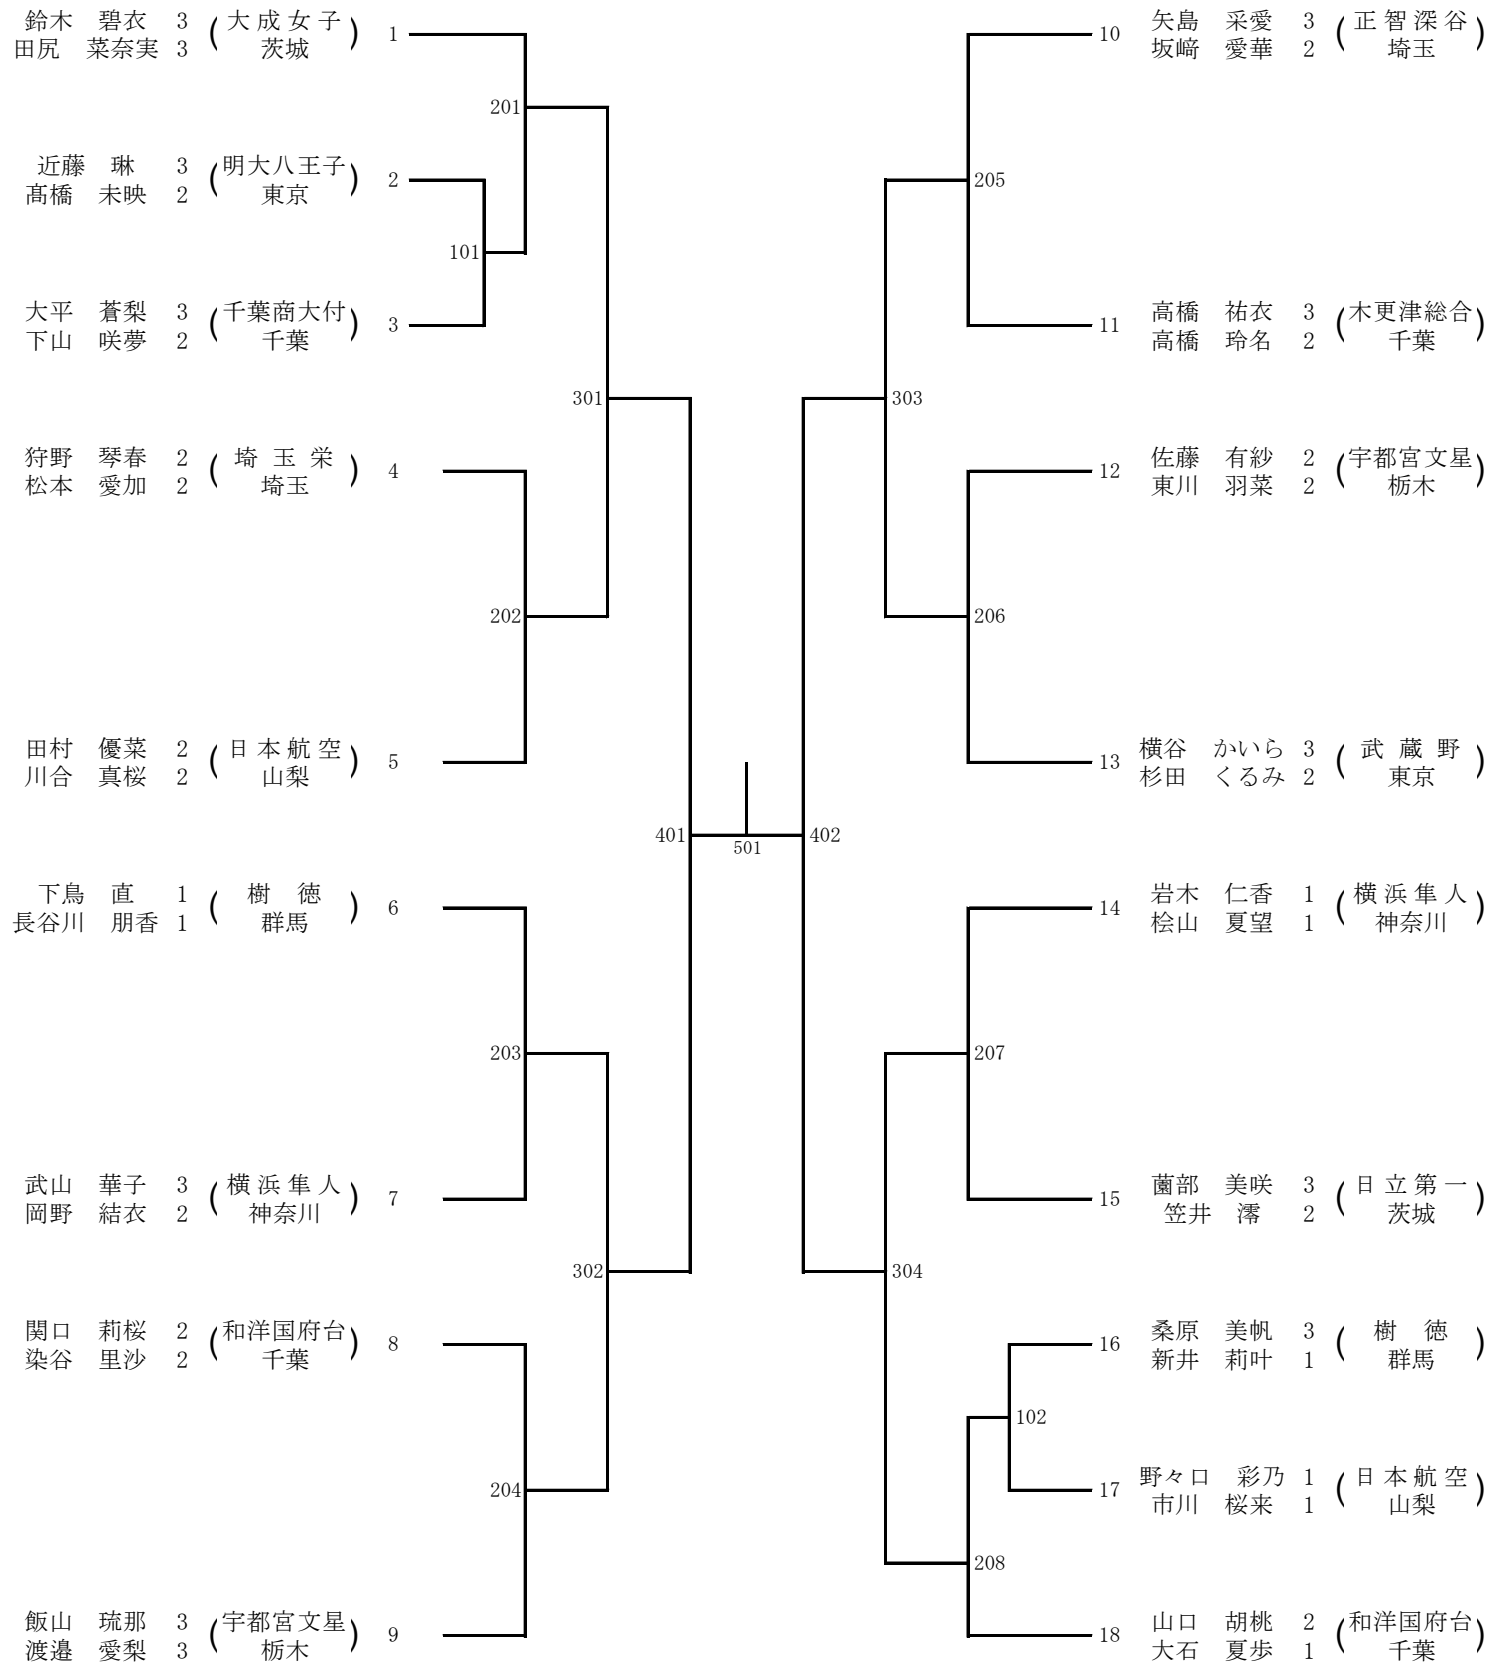 鈴木　碧衣 3 ( 大成女子 ) 1
田尻　菜奈実 3 茨城
201
近藤　琳 3 ( 明大八王子 ) 2
髙橋　未映 2 東京
101
大平　蒼梨 3 ( 千葉商大付 ) 3
下山　咲夢 2 千葉
301
狩野　琴春 2 ( 埼玉栄 ) 4
松本　愛加 2 埼玉
202
田村　優菜 2 ( 日本航空 ) 5
川合　真桜 2 山梨
401
501
下鳥　直 1 ( 樹　徳 ) 6
長谷川　朋香 1 群馬
203
武山　華子 3 ( 横浜隼人 ) 7
岡野　結衣 2 神奈川
302
関口　莉桜 2 ( 和洋国府台 ) 8
染谷　里沙 2 千葉
204
飯山　琉那 3 ( 宇都宮文星 ) 9
渡邉　愛梨 3 栃木
10 矢島　采愛 3 ( 正智深谷 )
坂﨑　愛華 2 埼玉
205
11 高橋　祐衣 3 ( 木更津総合 )
高橋　玲名 2 千葉
303
12 佐藤　有紗 2 ( 宇都宮文星 )
東川　羽菜 2 栃木
206
13 横谷　かいら 3 ( 武蔵野 )
杉田　くるみ 2 東京
402
14 岩木　仁香 1 ( 横浜隼人 )
桧山　夏望 1 神奈川
207
15 薗部　美咲 3 ( 日立第一 )
笠井　澪 2 茨城
304
16 桑原　美帆 3 ( 樹　徳 )
新井　莉叶 1 群馬
102
17 野々口　彩乃 1 ( 日本航空 )
市川　桜来 1 山梨
208
18 山口　胡桃 2 ( 和洋国府台 )
大石　夏歩 1 千葉